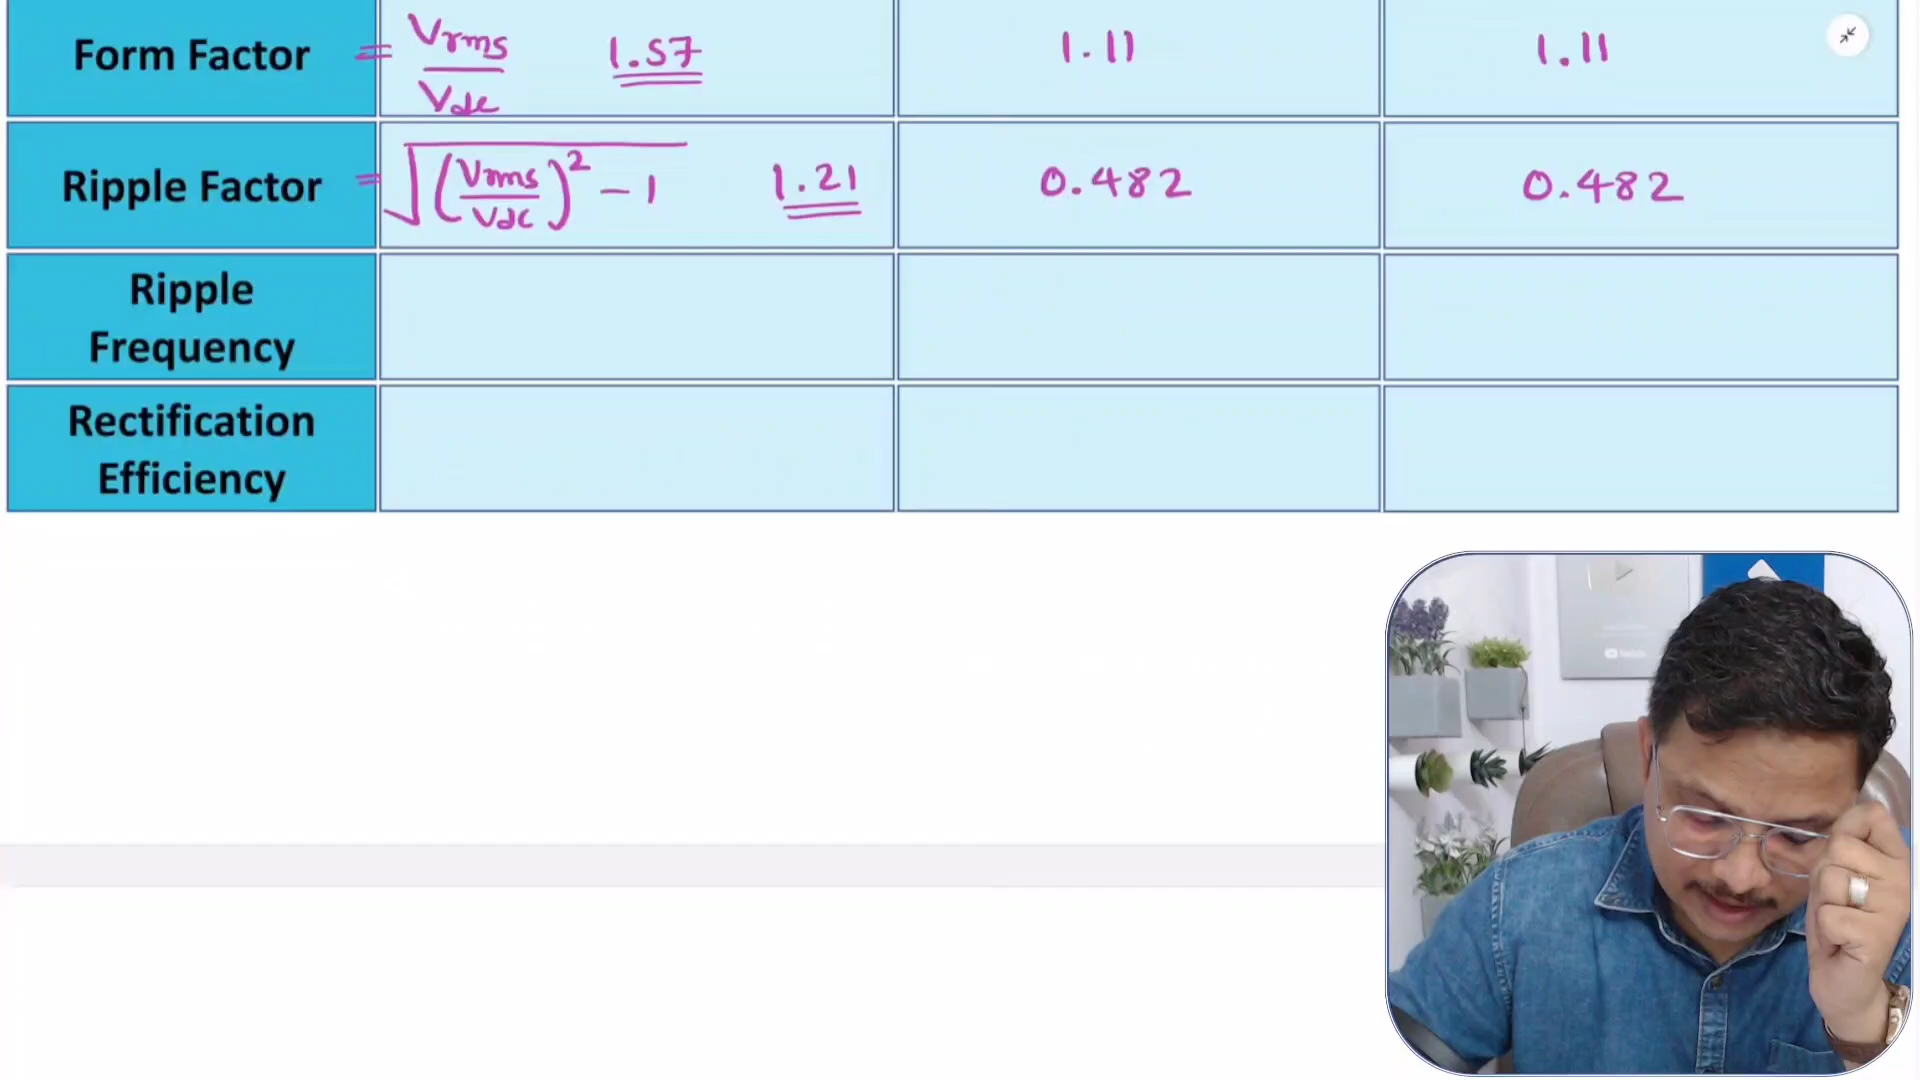 Form Factor = Vrms / Vdc 1.57 1.11 1.11
Ripple Factor = √(Vrms / Vdc)² - 1 1.21 0.482 0.482
Ripple
Frequency
Rectification
Efficiency